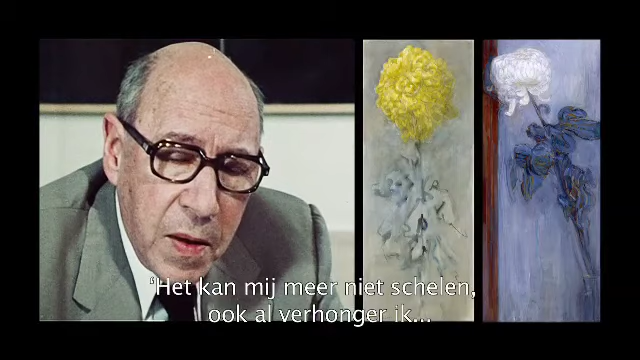 ‘Het kan mij meer niet schelen,
ook al verhonger ik...